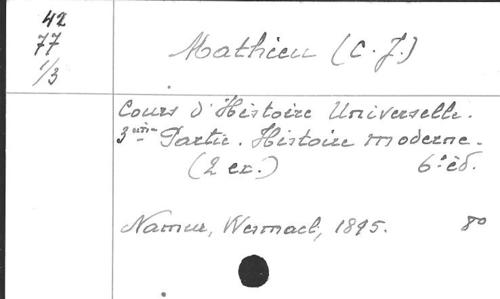 42
77
1/3
Mathieu (C. J.)
Cours d'Histoire Universelle.
3ème Partie. Histoire moderne.
(2 ex.) 6e éd.
Namur, Wesmael, 1895. 8o